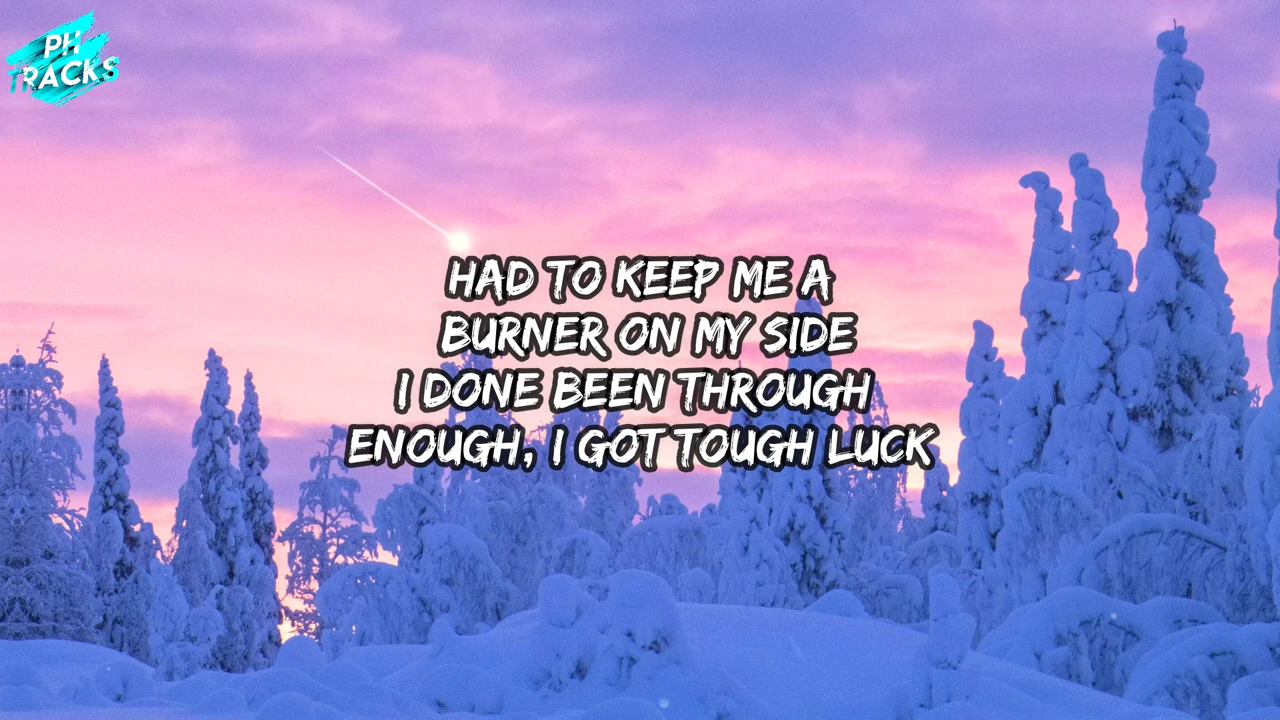 PH
TRACKS
HAD TO KEEP ME A
BURNER ON MY SIDE
I DONE BEEN THROUGH
ENOUGH, I GOT TOUGH LUCK